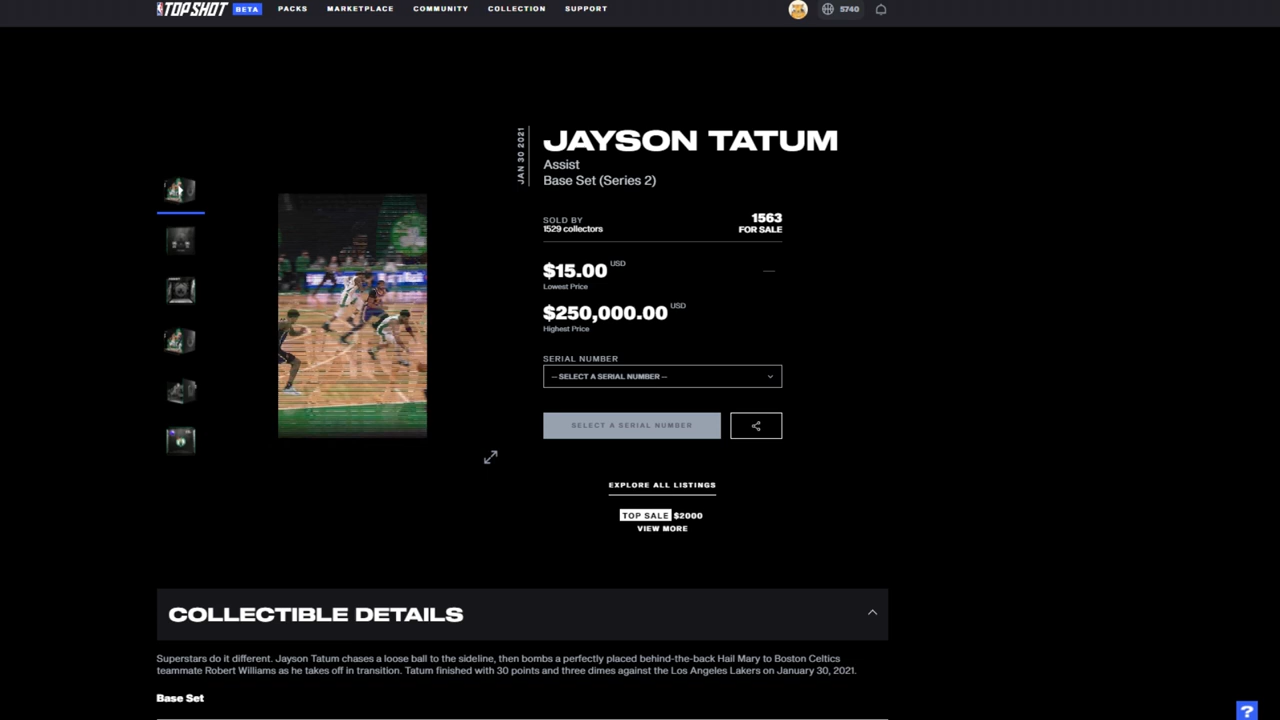 TOP SHOT BETA PACKS MARKETPLACE COMMUNITY COLLECTION SUPPORT 5740
JAN 30 2021
JAYSON TATUM
Assist
Base Set (Series 2)
SOLD BY
1529 collectors
1563
FOR SALE
$15.00 USD
Lowest Price
$250,000.00 USD
Highest Price
SERIAL NUMBER
-- SELECT A SERIAL NUMBER --
SELECT A SERIAL NUMBER
EXPLORE ALL LISTINGS
TOP SALE $2000
VIEW MORE
COLLECTIBLE DETAILS
Superstars do it different. Jayson Tatum chases a loose ball to the sideline, then bombs a perfectly placed behind-the-back Hail Mary to Boston Celtics
teammate Robert Williams as he takes off in transition. Tatum finished with 30 points and three dimes against the Los Angeles Lakers on January 30, 2021.
Base Set
?